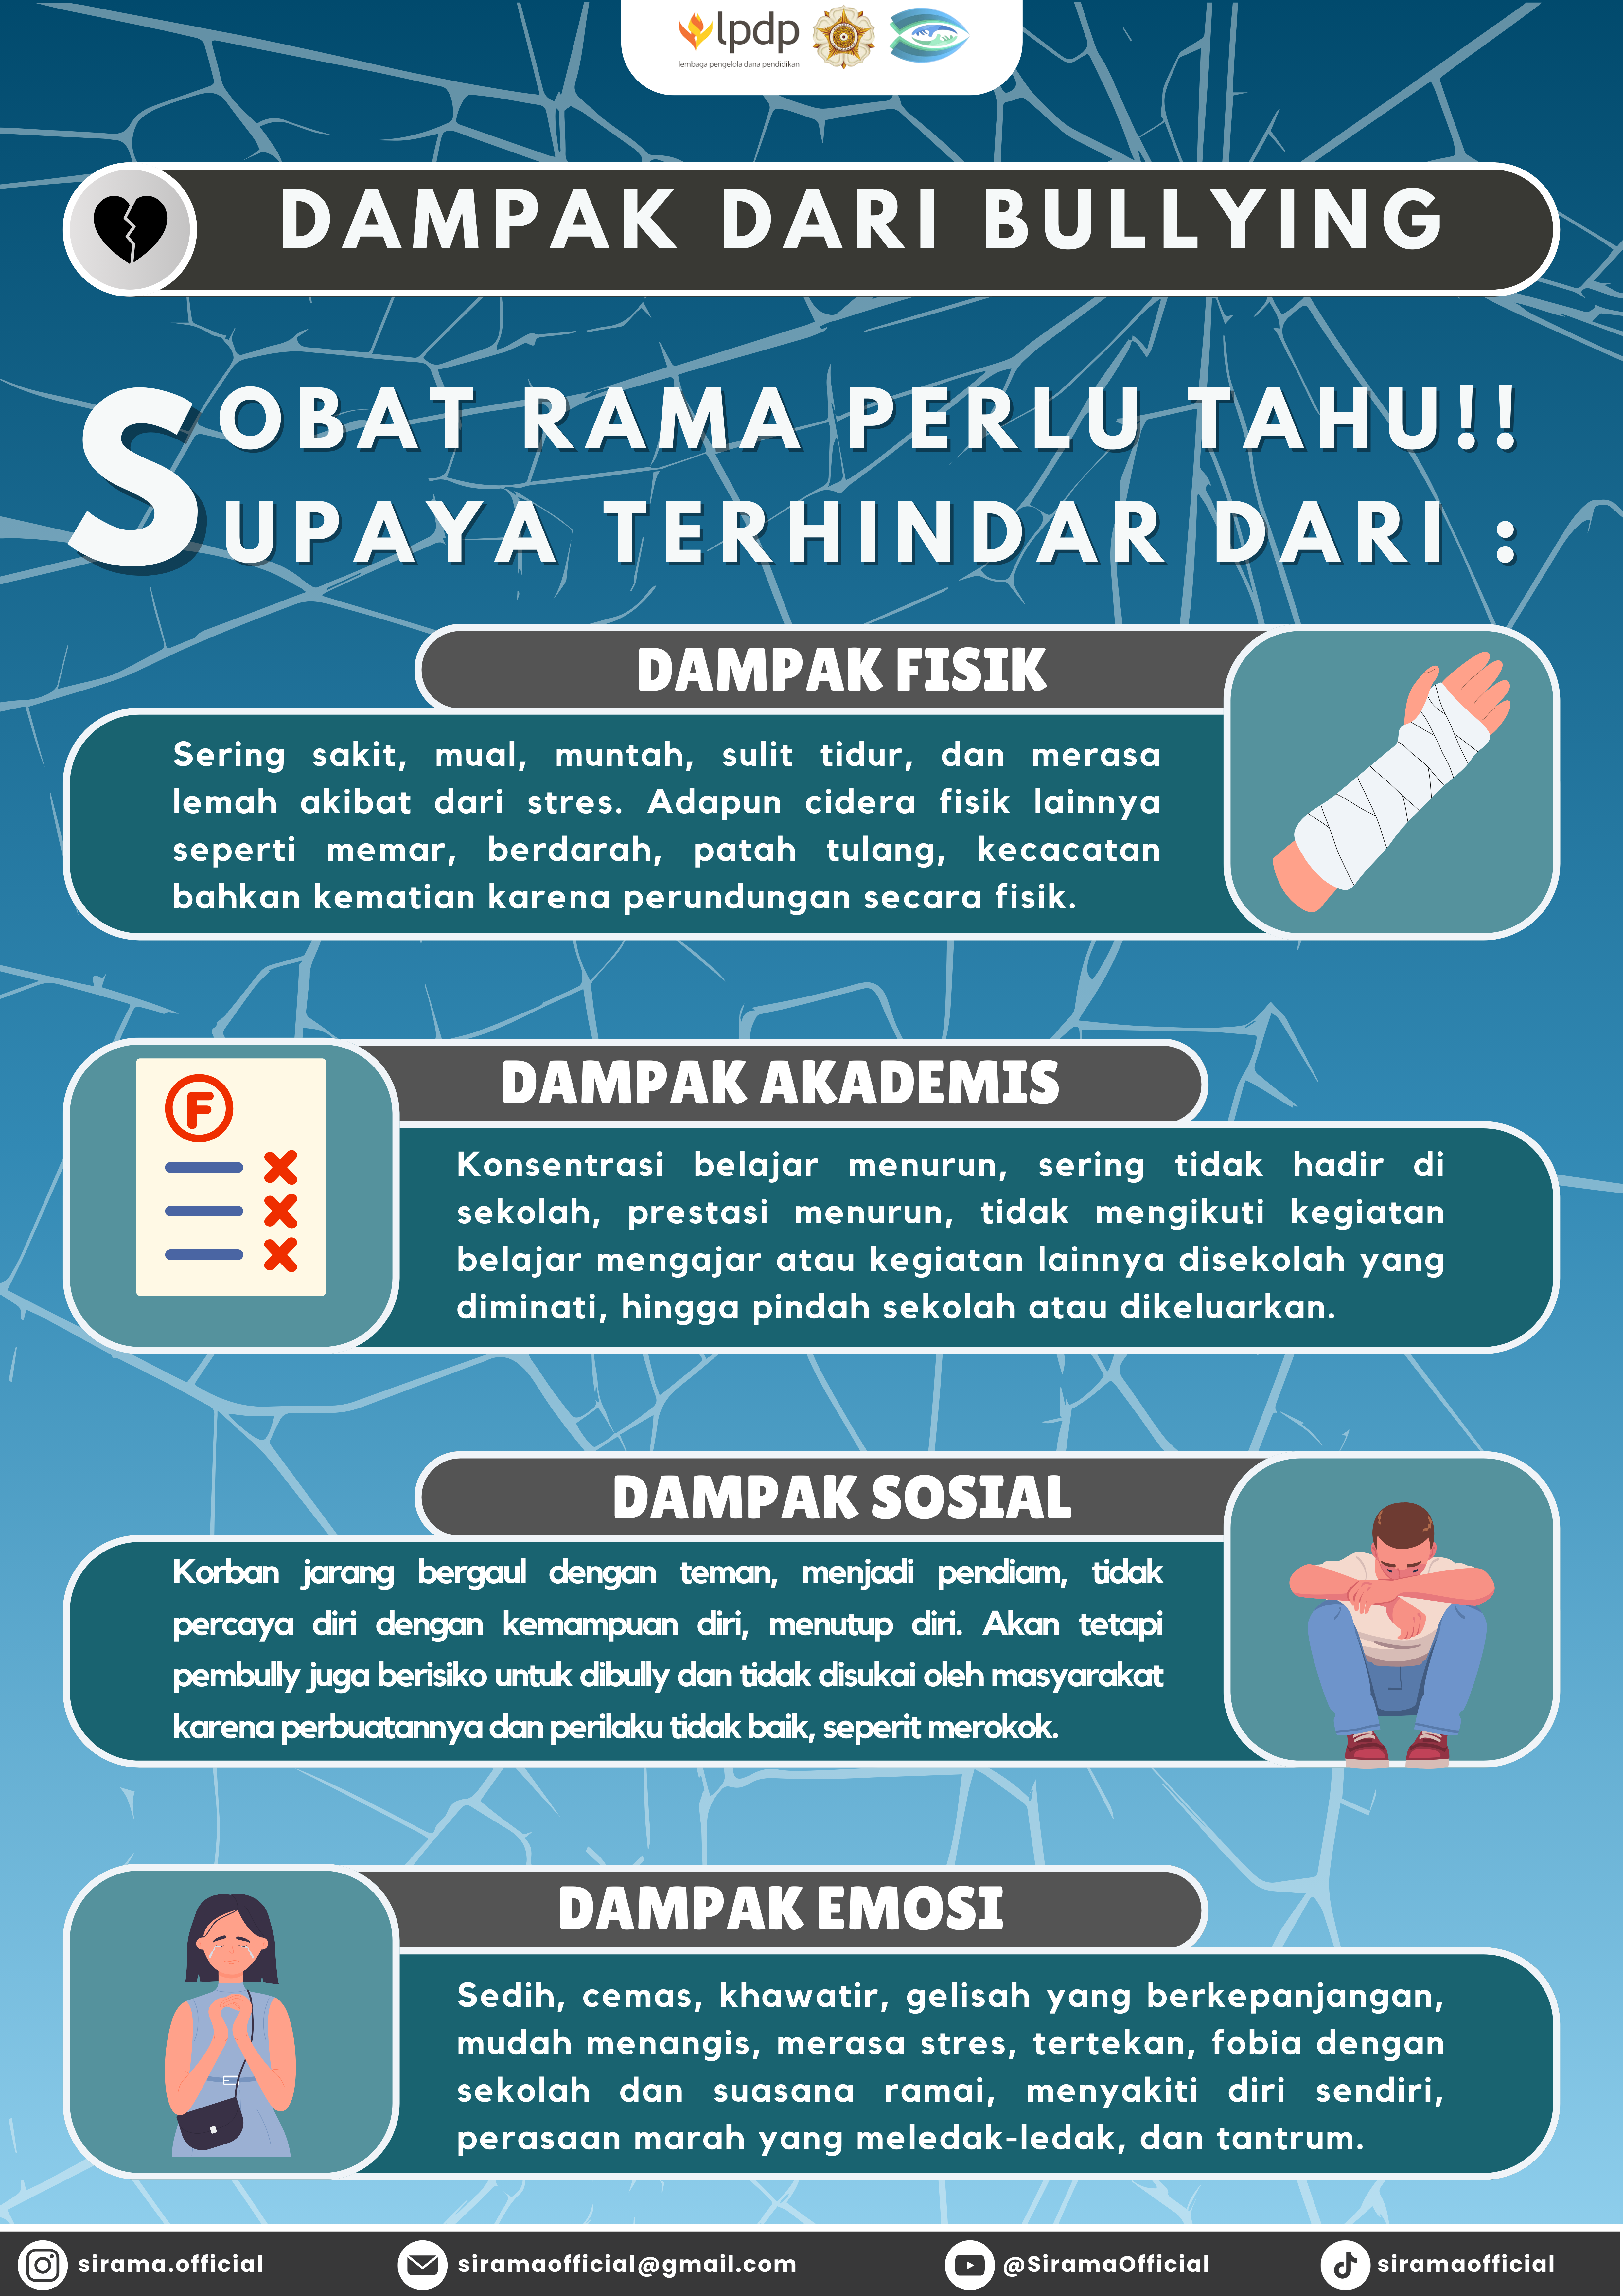 lpdp
lembaga pengelola dana pendidikan
DAMPAK DARI BULLYING
SOBAT RAMA PERLU TAHU!!
SUPAYA TERHINDAR DARI :
DAMPAK FISIK
Sering sakit, mual, muntah, sulit tidur, dan merasa
lemah akibat dari stres. Adapun cidera fisik lainnya
seperti memar, berdarah, patah tulang, kecacatan
bahkan kematian karena perundungan secara fisik.
F
DAMPAK AKADEMIS
Konsentrasi belajar menurun, sering tidak hadir di
sekolah, prestasi menurun, tidak mengikuti kegiatan
belajar mengajar atau kegiatan lainnya disekolah yang
diminati, hingga pindah sekolah atau dikeluarkan.
DAMPAK SOSIAL
Korban jarang bergaul dengan teman, menjadi pendiam, tidak
percaya diri dengan kemampuan diri, menutup diri. Akan tetapi
pembully juga berisiko untuk dibully dan tidak disukai oleh masyarakat
karena perbuatannya dan perilaku tidak baik, seperit merokok.
DAMPAK EMOSI
Sedih, cemas, khawatir, gelisah yang berkepanjangan,
mudah menangis, merasa stres, tertekan, fobia dengan
sekolah dan suasana ramai, menyakiti diri sendiri,
perasaan marah yang meledak-ledak, dan tantrum.
sirama.official
siramaofficial@gmail.com
@SiramaOfficial
siramaofficial